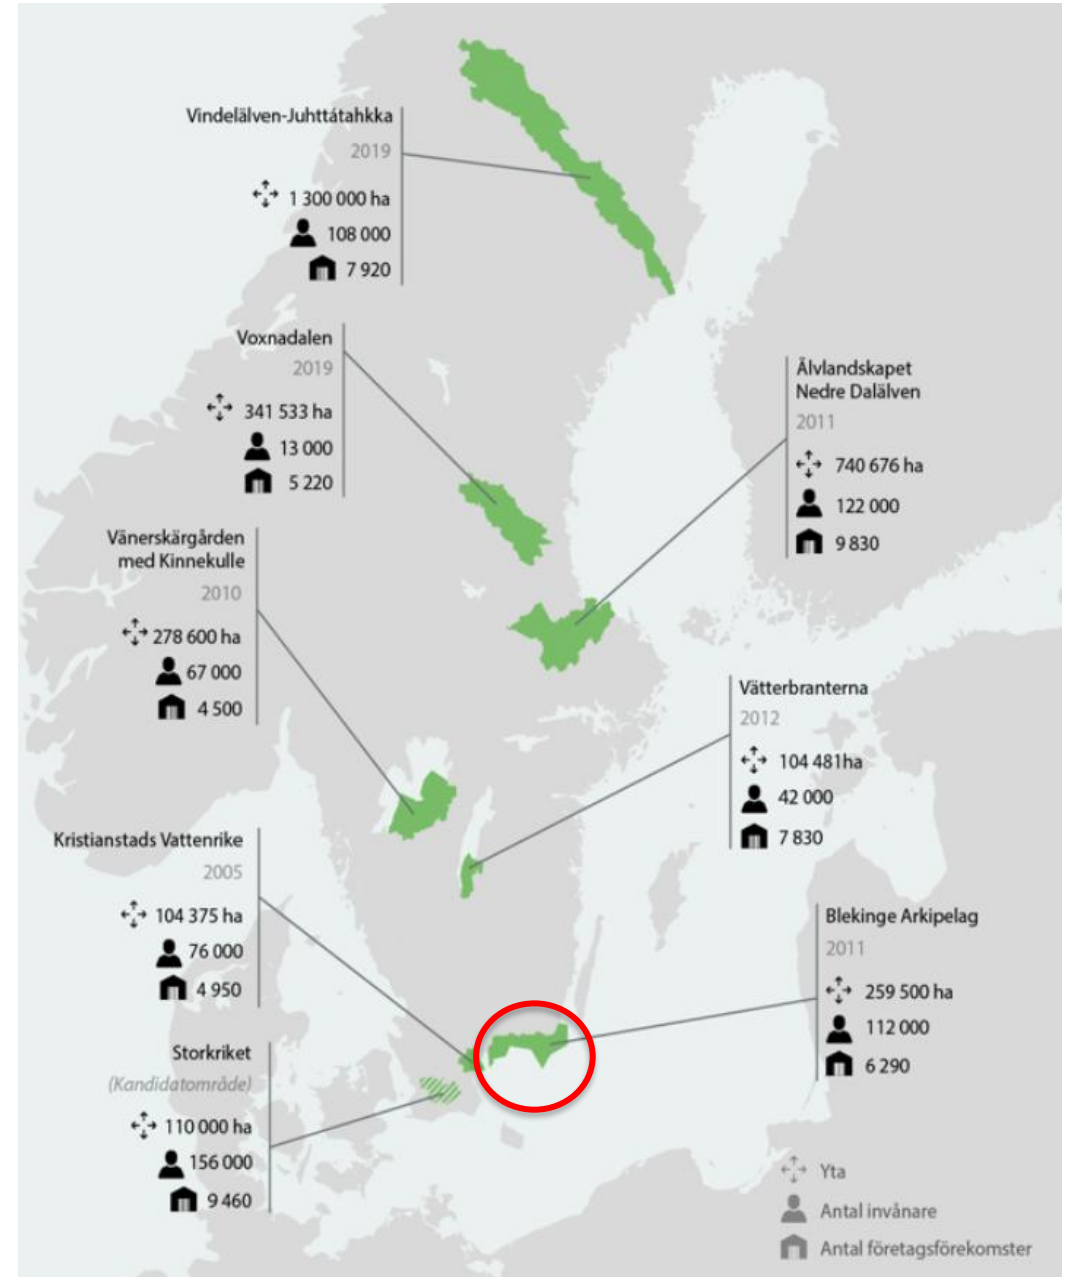 Vindelälven-Juhttátahkka
2019
1 300 000 ha
108 000
7 920
Voxnadalen
2019
341 533 ha
13 000
5 220
Älvlandskapet
Nedre Dalälven
2011
740 676 ha
122 000
9 830
Vänerskärgården
med Kinnekulle
2010
278 600 ha
67 000
4 500
Vätterbranterna
2012
104 481ha
42 000
7 830
Kristianstads Vattenrike
2005
104 375 ha
76 000
4 950
Blekinge Arkipelag
2011
259 500 ha
112 000
6 290
Storkriket
(Kandidatområde)
110 000 ha
156 000
9 460
Yta
Antal invånare
Antal företagsförekomster